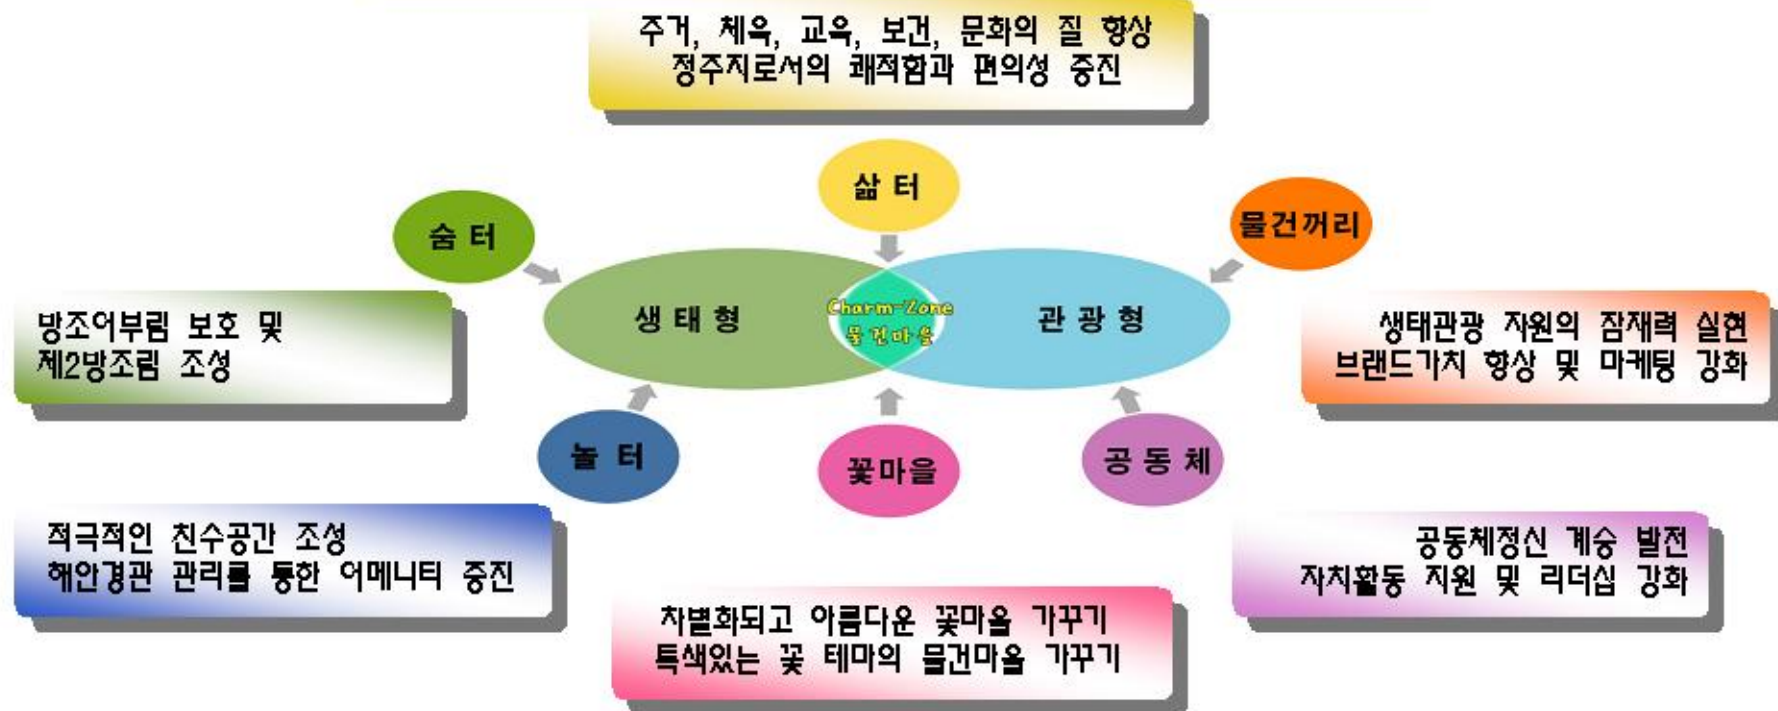 주거, 체육, 교육, 보건, 문화의 질 향상
정주지로서의 쾌적함과 편의성 증진
삶 터
숨 터
물건꺼리
생 태 형
Charm-Zone
물건마을
관 광 형
방조어부림 보호 및
제2방조림 조성
생태관광 자원의 잠재력 실현
브랜드가치 향상 및 마케팅 강화
놀 터
꽃마을
공 동 체
적극적인 친수공간 조성
해안경관 관리를 통한 어메니티 증진
공동체정신 계승 발전
자치활동 지원 및 리더십 강화
차별화되고 아름다운 꽃마을 가꾸기
특색있는 꽃 테마의 물건마을 가꾸기